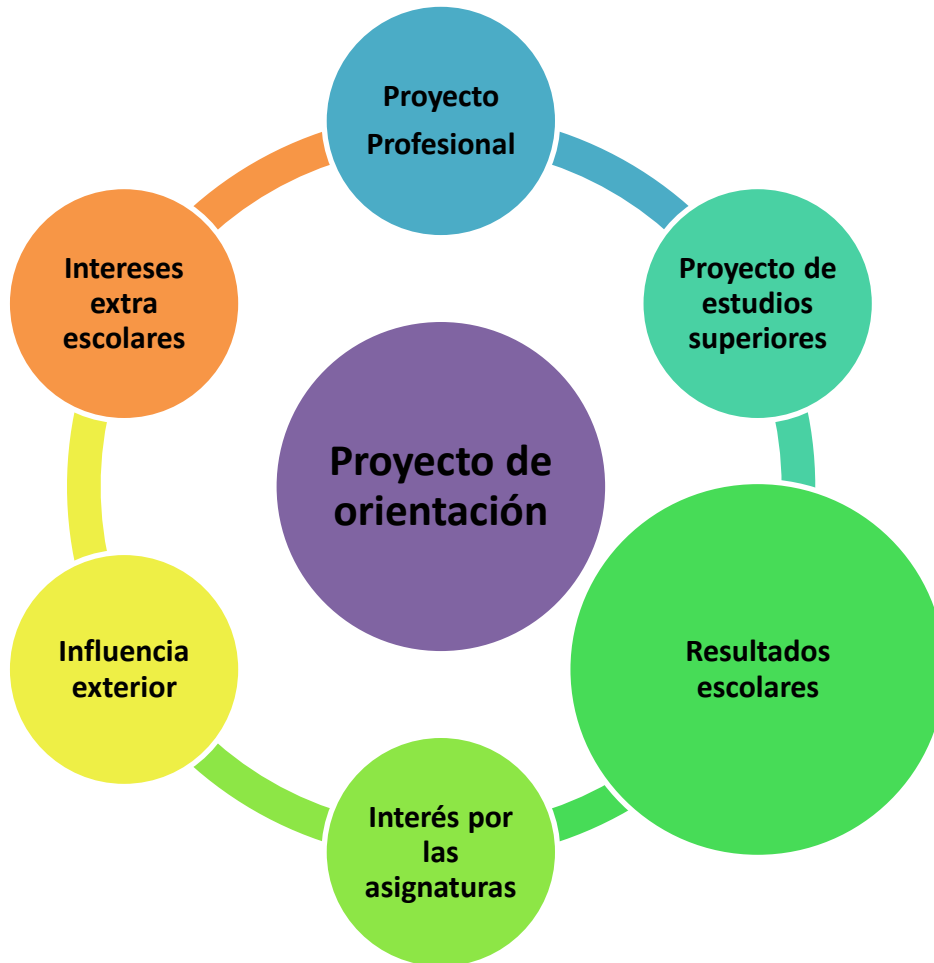 Proyecto
Profesional
Proyecto de
estudios
superiores
Resultados
escolares
Interés por
las
asignaturas
Influencia
exterior
Intereses
extra
escolares
Proyecto de
orientación